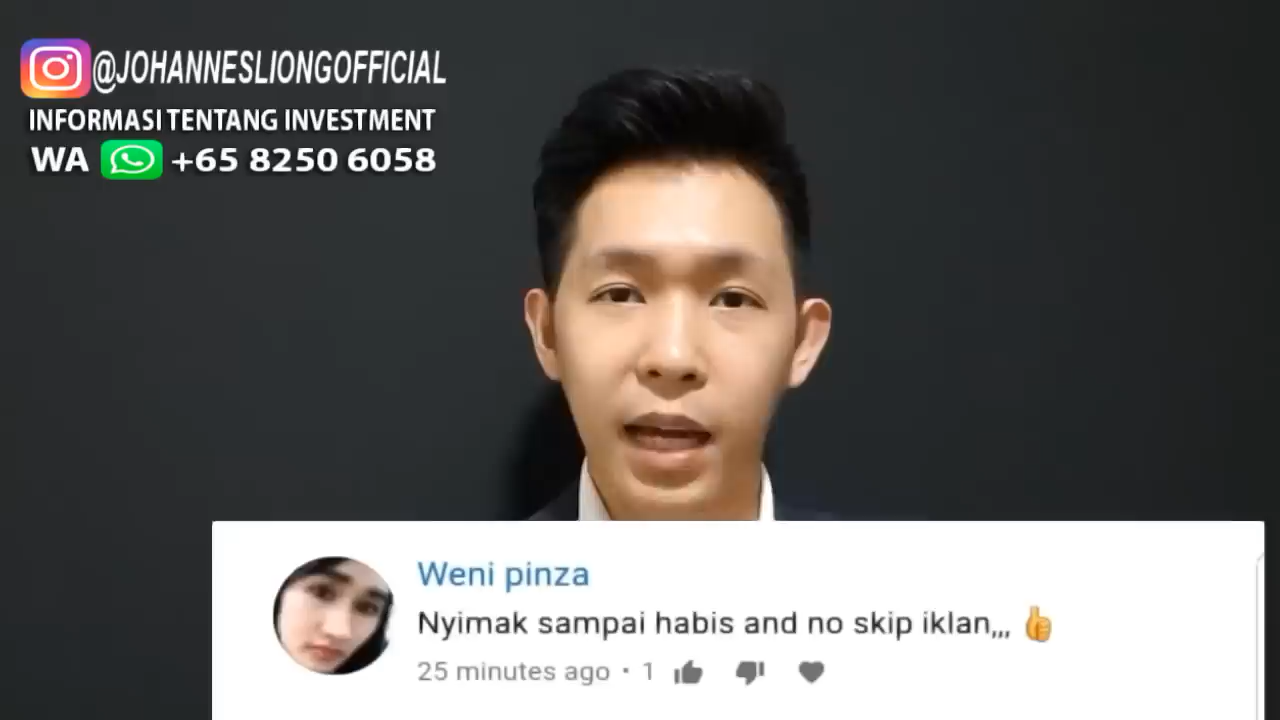 @JOHANNESLIONGOFFICIAL
INFORMASI TENTANG INVESTMENT
WA +65 8250 6058
Weni pinza
Nyimak sampai habis and no skip iklan,,, 👍
25 minutes ago • 1